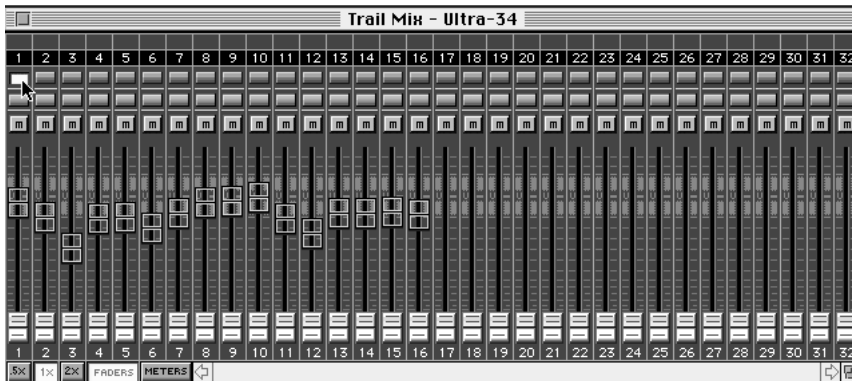 Trail Mix - Ultra-34
1 2 3 4 5 6 7 8 9 10 11 12 13 14 15 16 17 18 19 20 21 22 23 24 25 26 27 28 29 30 31 32
m m m m m m m m m m m m m m m m m m m m m m m m m m m m m m m m
1 2 3 4 5 6 7 8 9 10 11 12 13 14 15 16 17 18 19 20 21 22 23 24 25 26 27 28 29 30 31 32
.5X 1X 2X FADERS METERS